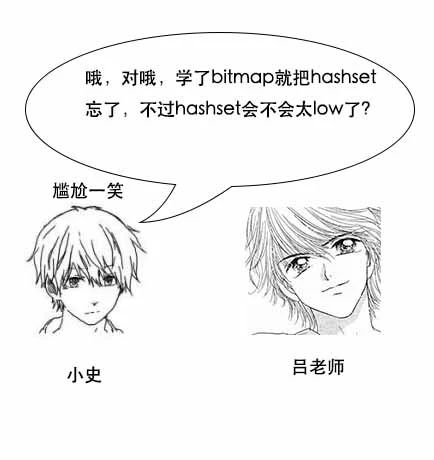 哦，对哦，学了bitmap就把hashset
忘了，不过hashset会不会太low了？
尴尬一笑
小史
吕老师